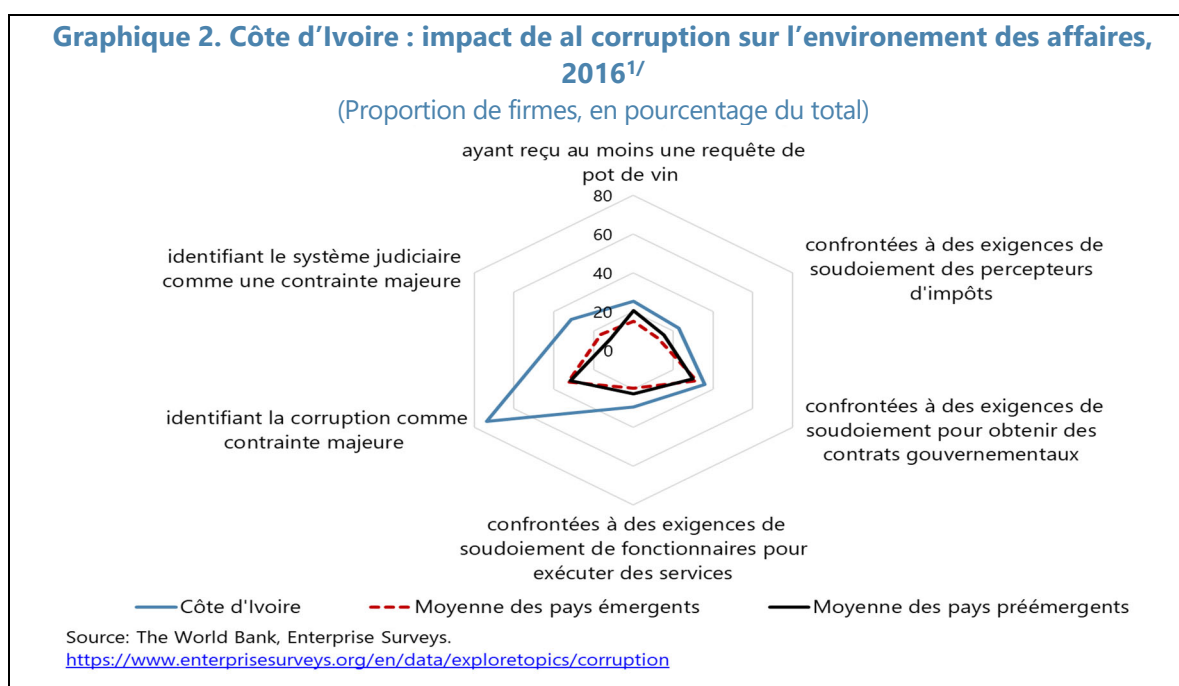 Graphique 2. Côte d’Ivoire : impact de al corruption sur l’environement des affaires,
20161/
(Proportion de firmes, en pourcentage du total)
ayant reçu au moins une requête de
pot de vin
80
60
40
20
0
confrontées à des exigences de
soudoiement des percepteurs
d'impôts
confrontées à des exigences de
soudoiement pour obtenir des
contrats gouvernementaux
confrontées à des exigences de
soudoiement de fonctionnaires pour
exécuter des services
identifiant la corruption comme
contrainte majeure
identifiant le système judiciaire
comme une contrainte majeure
Côte d'Ivoire
Moyenne des pays émergents
Moyenne des pays préémergents
Source: The World Bank, Enterprise Surveys.
https://www.enterprisesurveys.org/en/data/exploretopics/corruption